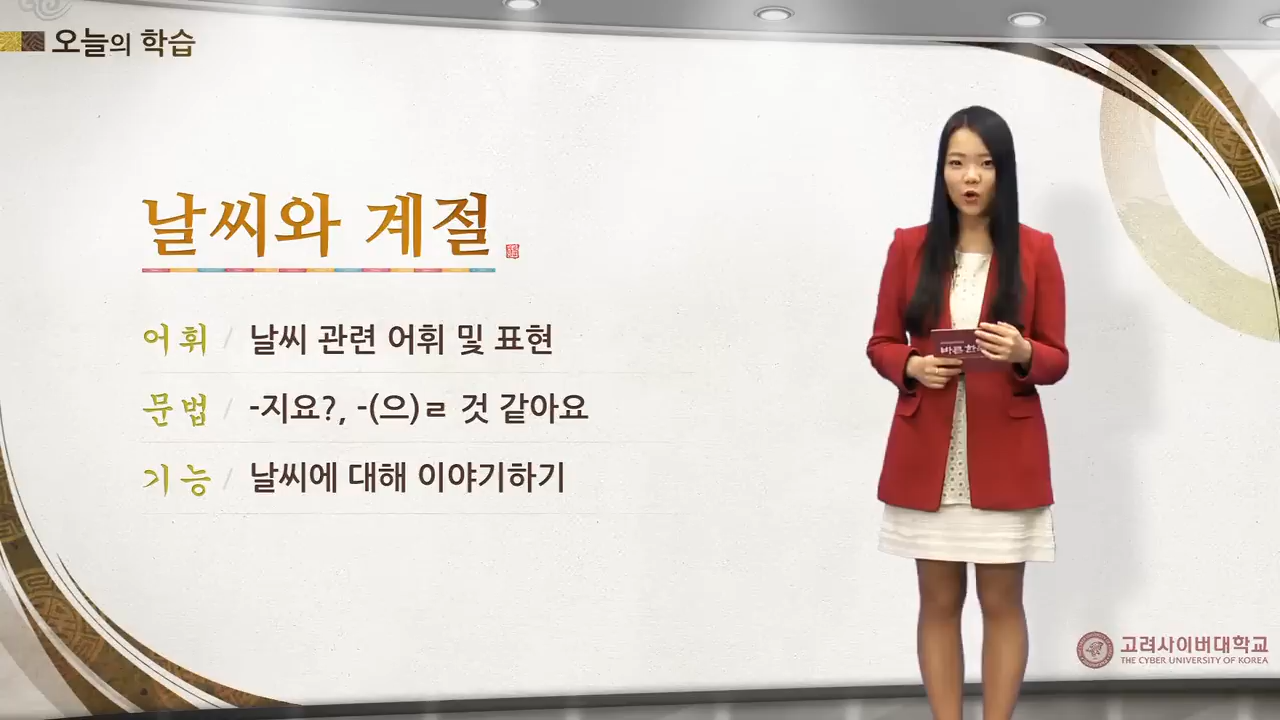 오늘의 학습
날씨와 계절
어휘 / 날씨 관련 어휘 및 표현
문법 / -지요?, -(으)ㄹ 것 같아요
기능 / 날씨에 대해 이야기하기
고려사이버대학교
THE CYBER UNIVERSITY OF KOREA